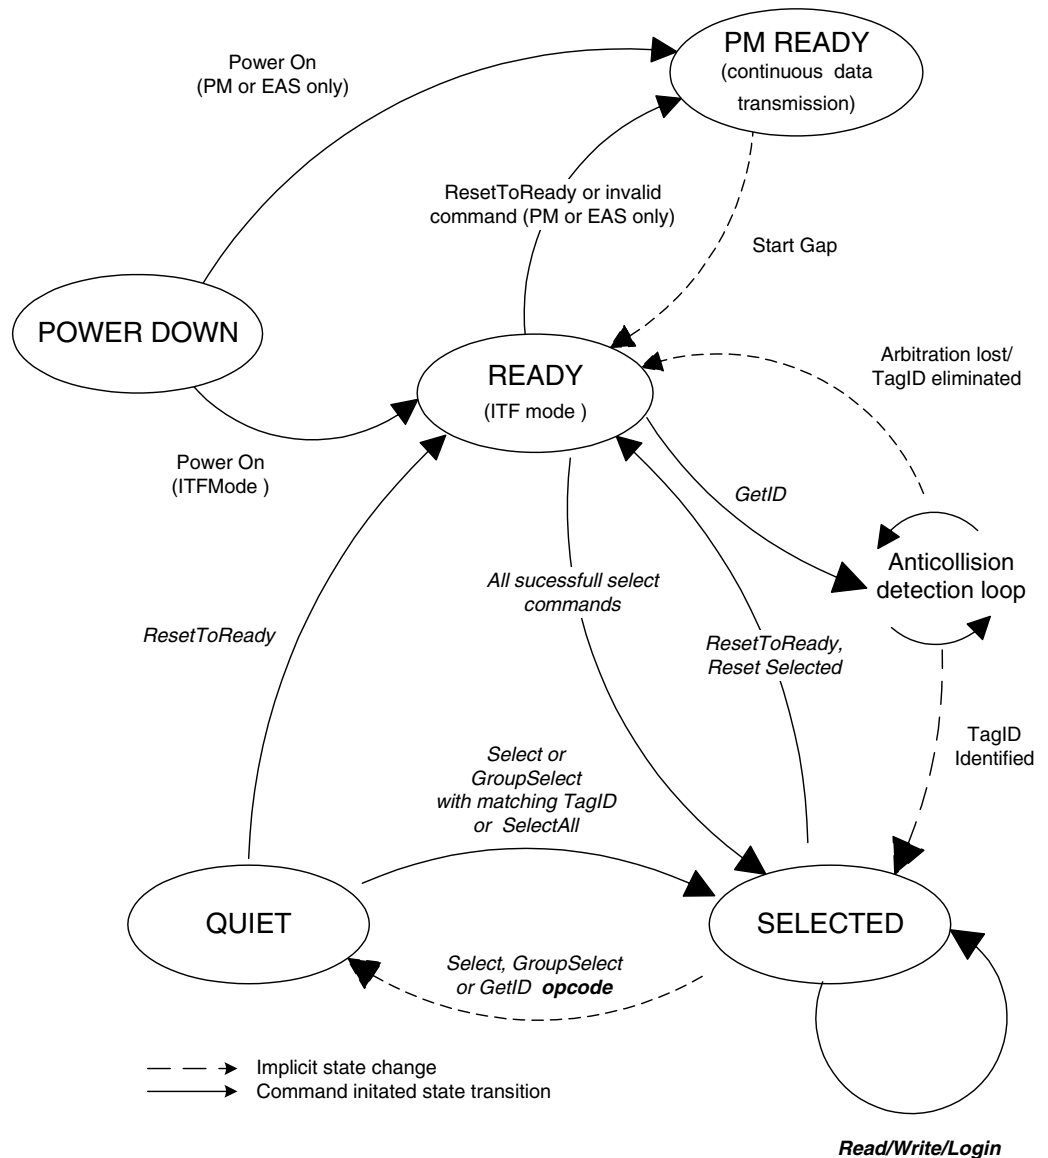 PM READY
(continuous data
transmission)
Power On
(PM or EAS only)
ResetToReady or invalid
command (PM or EAS only)
Start Gap
POWER DOWN
READY
(ITF mode )
Arbitration lost/
TagID eliminated
Power On
(ITFMode )
GetID
Anticollision
detection loop
All sucessfull select
commands
ResetToReady
ResetToReady,
Reset Selected
TagID
Identified
Select or
GroupSelect
with matching TagID
or SelectAll
QUIET
SELECTED
Select, GroupSelect
or GetID opcode
Implicit state change
Command initated state transition
Read/Write/Login